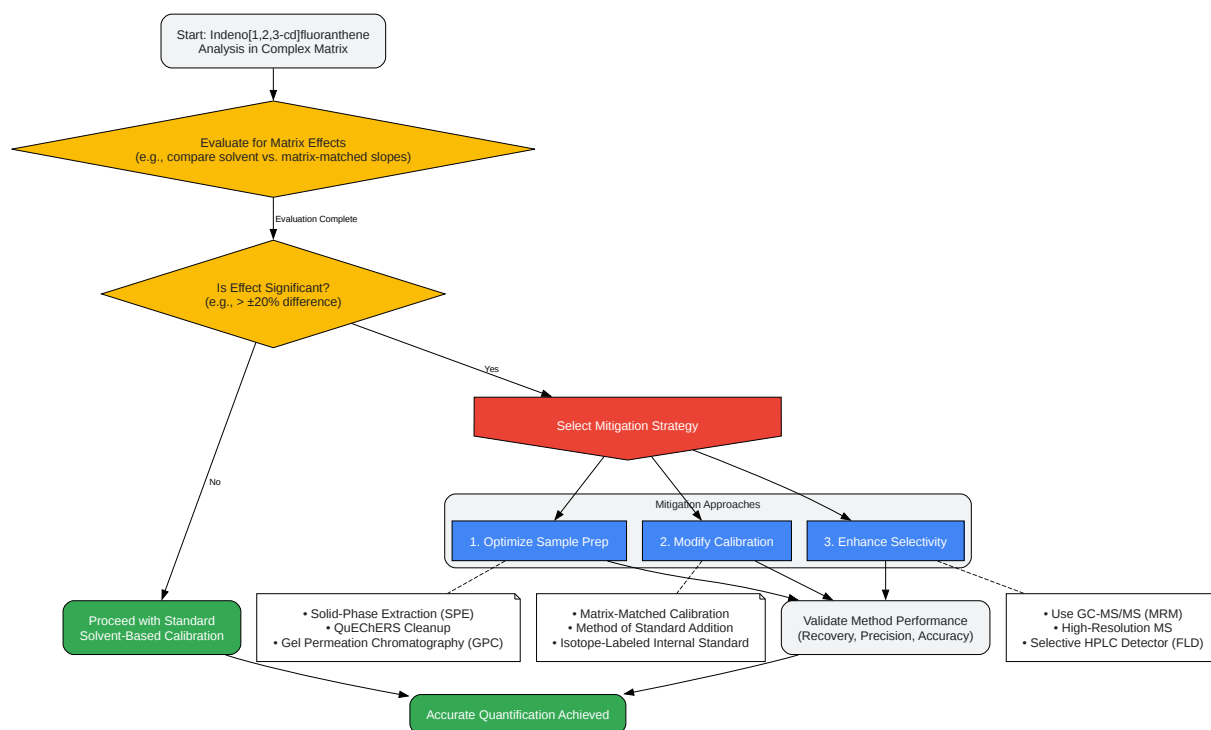 Start: Indeno[1,2,3-cd]fluoranthene
Analysis in Complex Matrix
Evaluate for Matrix Effects
(e.g., compare solvent vs. matrix-matched slopes)
Evaluation Complete
Is Effect Significant?
(e.g., > ±20% difference)
Yes
Select Mitigation Strategy
No
Mitigation Approaches
1. Optimize Sample Prep
2. Modify Calibration
3. Enhance Selectivity
Proceed with Standard
Solvent-Based Calibration
• Solid-Phase Extraction (SPE)
• QuEChERS Cleanup
• Gel Permeation Chromatography (GPC)
• Matrix-Matched Calibration
• Method of Standard Addition
• Isotope-Labeled Internal Standard
Validate Method Performance
(Recovery, Precision, Accuracy)
• Use GC-MS/MS (MRM)
• High-Resolution MS
• Selective HPLC Detector (FLD)
Accurate Quantification Achieved